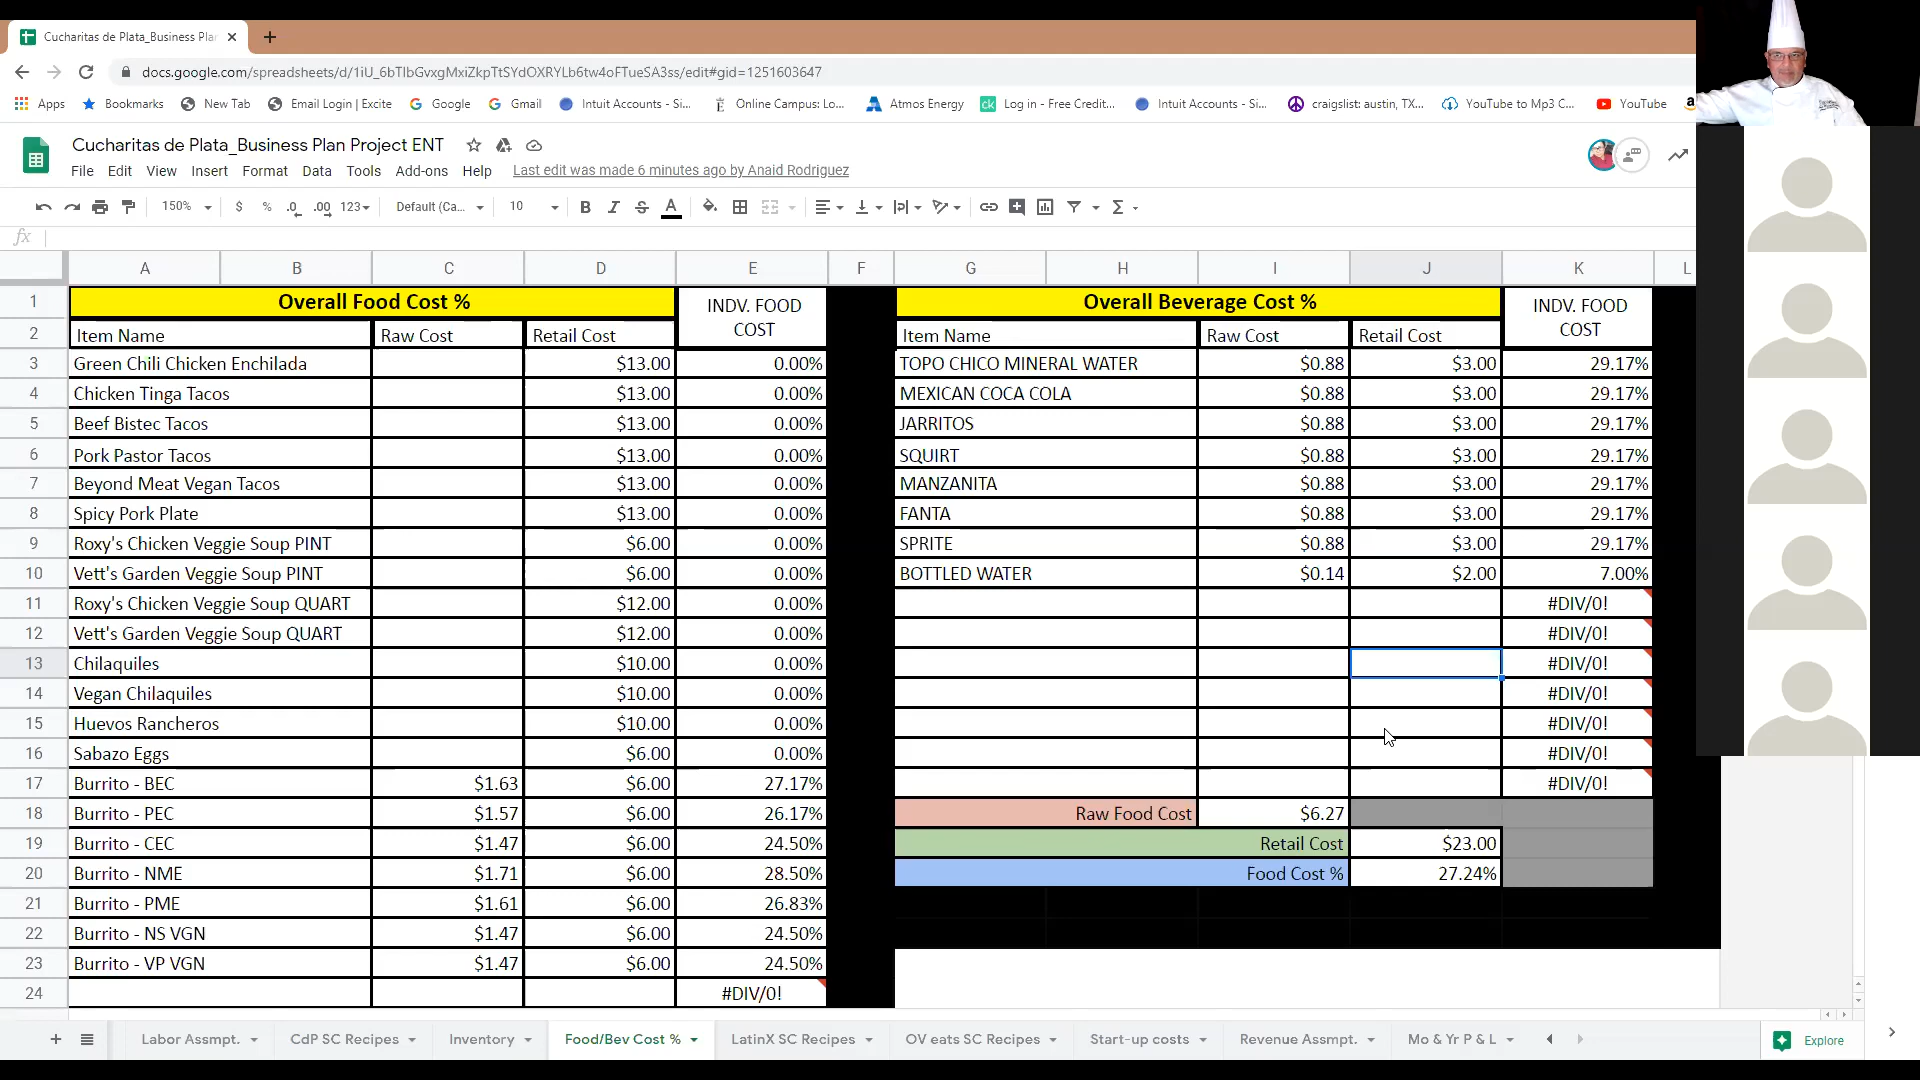 Cucharitas de Plata_Business Plan
docs.google.com/spreadsheets/d/1iU_6bTIbGvxgMxiZkpTtSYdOXRYLb6tw4oFTueSA3ss/edit#gid=1251603647
Apps Bookmarks New Tab Email Login | Excite Google Gmail Intuit Accounts - Si... Online Campus: Lo... Atmos Energy Log in - Free Credit... Intuit Accounts - Si... craigslist: austin, TX... YouTube to Mp3 C... YouTube
Cucharitas de Plata_Business Plan Project ENT
File Edit View Insert Format Data Tools Add-ons Help Last edit was made 6 minutes ago by Anaid Rodriguez
150% $ % .0 .00 123 Default (Ca... 10 B I S A
fx
A B C D E F G H I J K L
1 Overall Food Cost % INDV. FOOD COST Overall Beverage Cost % INDV. FOOD COST
2 Item Name Raw Cost Retail Cost Item Name Raw Cost Retail Cost
3 Green Chili Chicken Enchilada $13.00 0.00% TOPO CHICO MINERAL WATER $0.88 $3.00 29.17%
4 Chicken Tinga Tacos $13.00 0.00% MEXICAN COCA COLA $0.88 $3.00 29.17%
5 Beef Bistec Tacos $13.00 0.00% JARRITOS $0.88 $3.00 29.17%
6 Pork Pastor Tacos $13.00 0.00% SQUIRT $0.88 $3.00 29.17%
7 Beyond Meat Vegan Tacos $13.00 0.00% MANZANITA $0.88 $3.00 29.17%
8 Spicy Pork Plate $13.00 0.00% FANTA $0.88 $3.00 29.17%
9 Roxy's Chicken Veggie Soup PINT $6.00 0.00% SPRITE $0.88 $3.00 29.17%
10 Vett's Garden Veggie Soup PINT $6.00 0.00% BOTTLED WATER $0.14 $2.00 7.00%
11 Roxy's Chicken Veggie Soup QUART $12.00 0.00% #DIV/0!
12 Vett's Garden Veggie Soup QUART $12.00 0.00% #DIV/0!
13 Chilaquiles $10.00 0.00% #DIV/0!
14 Vegan Chilaquiles $10.00 0.00% #DIV/0!
15 Huevos Rancheros $10.00 0.00% #DIV/0!
16 Sabazo Eggs $6.00 0.00% #DIV/0!
17 Burrito - BEC $1.63 $6.00 27.17% #DIV/0!
18 Burrito - PEC $1.57 $6.00 26.17% Raw Food Cost $6.27
19 Burrito - CEC $1.47 $6.00 24.50% Retail Cost $23.00
20 Burrito - NME $1.71 $6.00 28.50% Food Cost % 27.24%
21 Burrito - PME $1.61 $6.00 26.83%
22 Burrito - NS VGN $1.47 $6.00 24.50%
23 Burrito - VP VGN $1.47 $6.00 24.50%
24 #DIV/0!
Labor Assmpt. CdP SC Recipes Inventory Food/Bev Cost % LatinX SC Recipes OV eats SC Recipes Start-up costs Revenue Assmpt. Mo & Yr P & L Explore